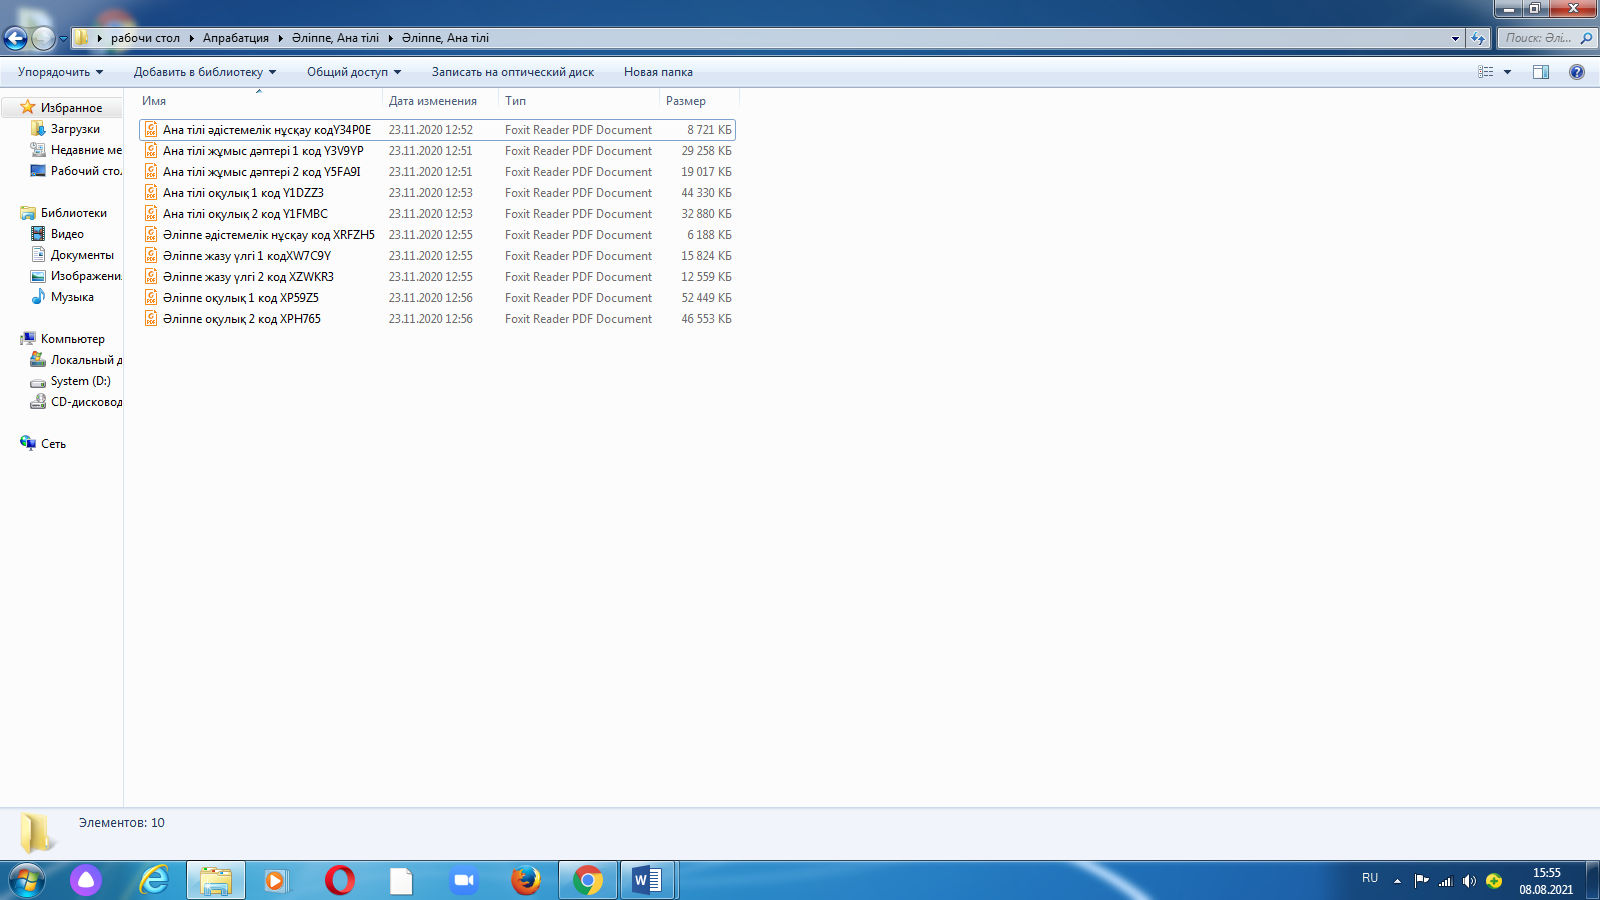 рабочи стол Апрабатция Әліппе, Ана тілі Әліппе, Ана тілі Поиск: Әлі...
Упорядочить Добавить в библиотеку Общий доступ Записать на оптический диск Новая папка
Избранное
Загрузки
Недавние ме
Рабочий стол
Библиотеки
Видео
Документы
Изображени
Музыка
Компьютер
Локальный д
System (D:)
CD-дисковод
Сеть
Имя Дата изменения Тип Размер
Ана тілі әдістемелік нұсқау кодY34P0E 23.11.2020 12:52 Foxit Reader PDF Document 8 721 КБ
Ана тілі жұмыс дәптері 1 код Y3V9YP 23.11.2020 12:51 Foxit Reader PDF Document 29 258 КБ
Ана тілі жұмыс дәптері 2 код Y5FA9I 23.11.2020 12:51 Foxit Reader PDF Document 19 017 КБ
Ана тілі оқулық 1 код Y1DZZ3 23.11.2020 12:53 Foxit Reader PDF Document 44 330 КБ
Ана тілі оқулық 2 код Y1FMBC 23.11.2020 12:53 Foxit Reader PDF Document 32 880 КБ
Әліппе әдістемелік нұсқау код XRFZH5 23.11.2020 12:55 Foxit Reader PDF Document 6 188 КБ
Әліппе жазу үлгі 1 кодXW7C9Y 23.11.2020 12:55 Foxit Reader PDF Document 15 824 КБ
Әліппе жазу үлгі 2 код XZWKR3 23.11.2020 12:55 Foxit Reader PDF Document 12 559 КБ
Әліппе оқулық 1 код XP59Z5 23.11.2020 12:56 Foxit Reader PDF Document 52 449 КБ
Әліппе оқулық 2 код XPH765 23.11.2020 12:56 Foxit Reader PDF Document 46 553 КБ
Элементов: 10
RU
15:55
08.08.2021